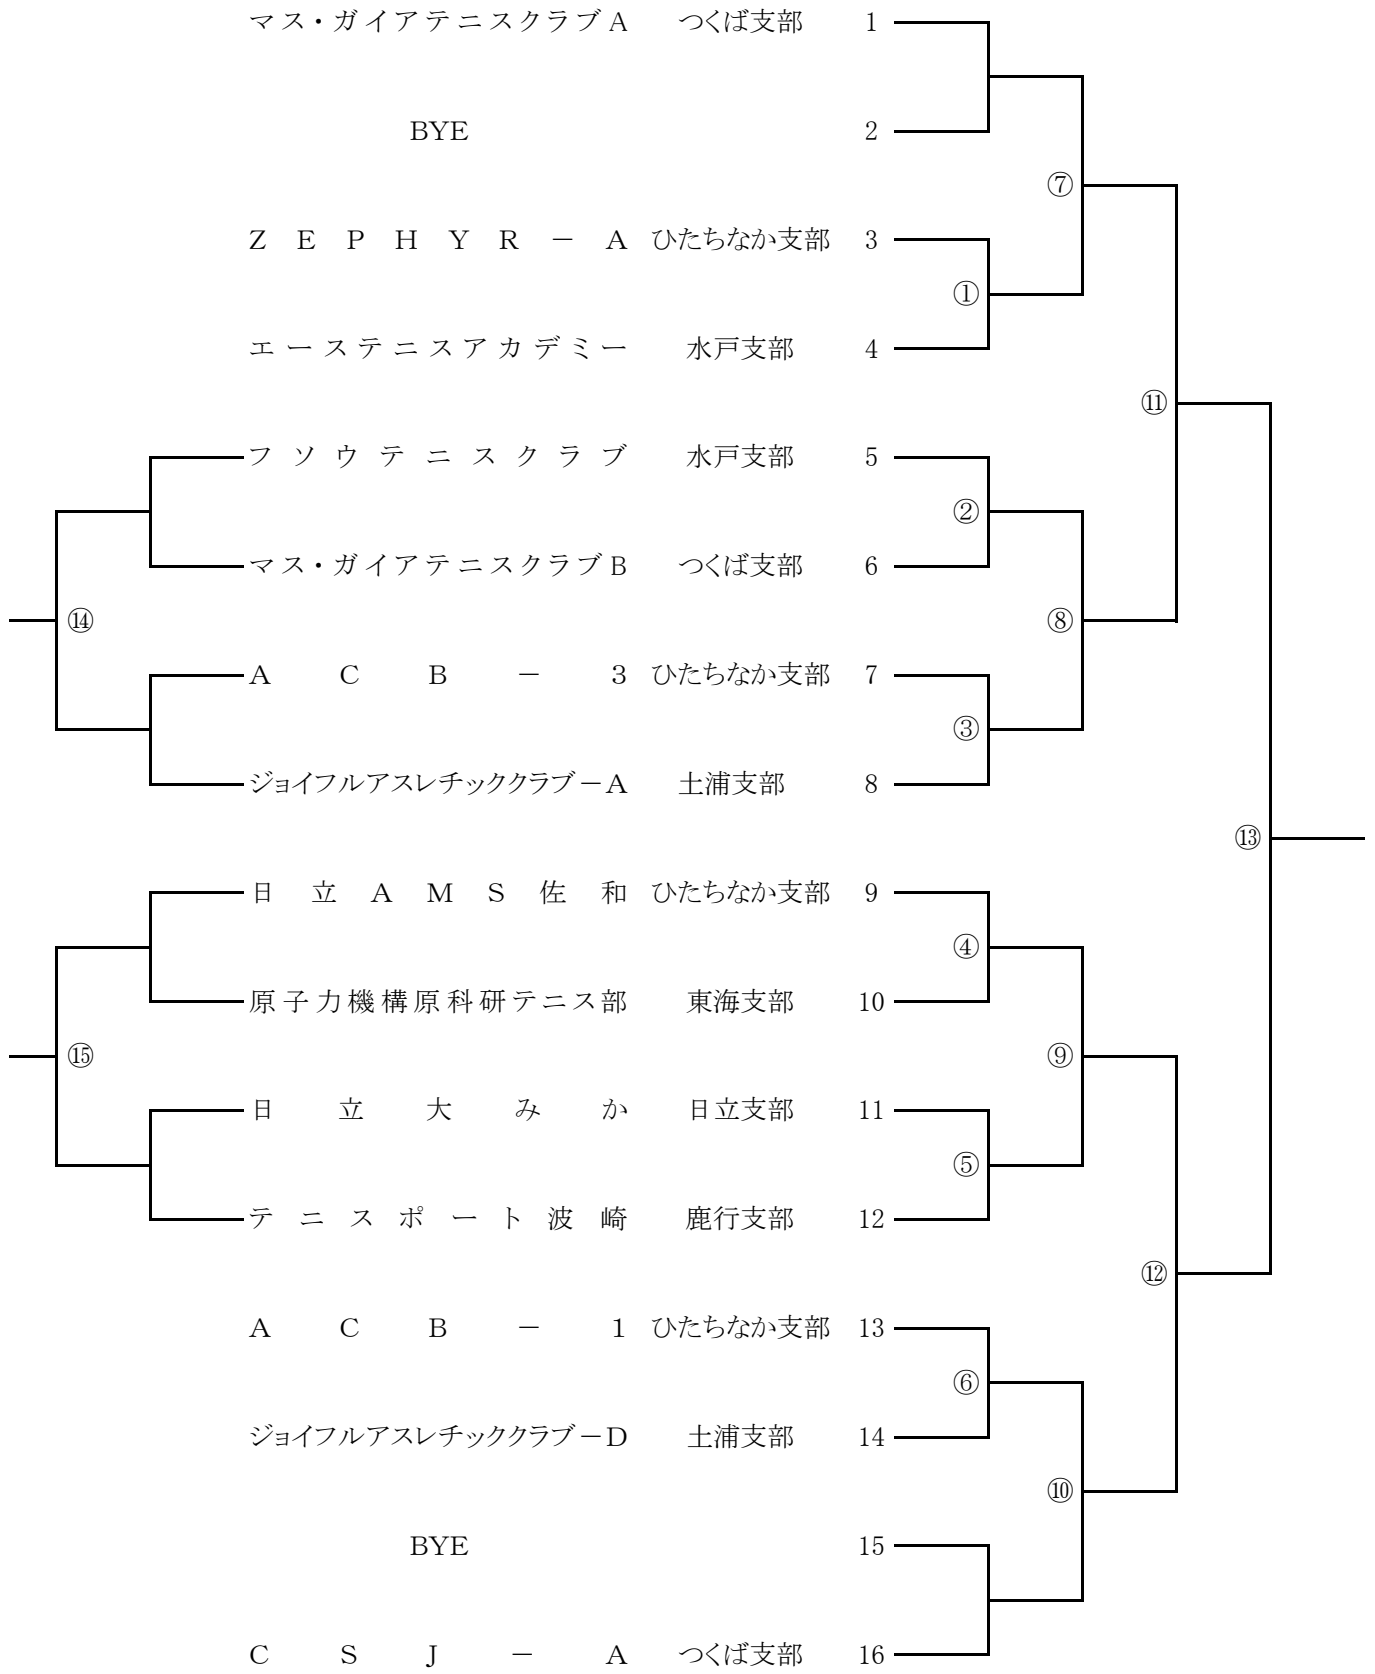 マス・ガイアテニスクラブA つくば支部 1
BYE 2
⑦
ZEPHYR－A ひたちなか支部 3
①
エーステニスアカデミー 水戸支部 4
⑪
フソウテニスクラブ 水戸支部 5
②
マス・ガイアテニスクラブB つくば支部 6
⑭ ⑧
ACB－3 ひたちなか支部 7
③
ジョイフルアスレチッククラブ－A 土浦支部 8
⑬
日立AMS佐和 ひたちなか支部 9
④
原子力機構原科研テニス部 東海支部 10
⑮ ⑨
日立大みか 日立支部 11
⑤
テニスポート波崎 鹿行支部 12
⑫
ACB－1 ひたちなか支部 13
⑥
ジョイフルアスレチッククラブ－D 土浦支部 14
⑩
BYE 15
CSJ－A つくば支部 16